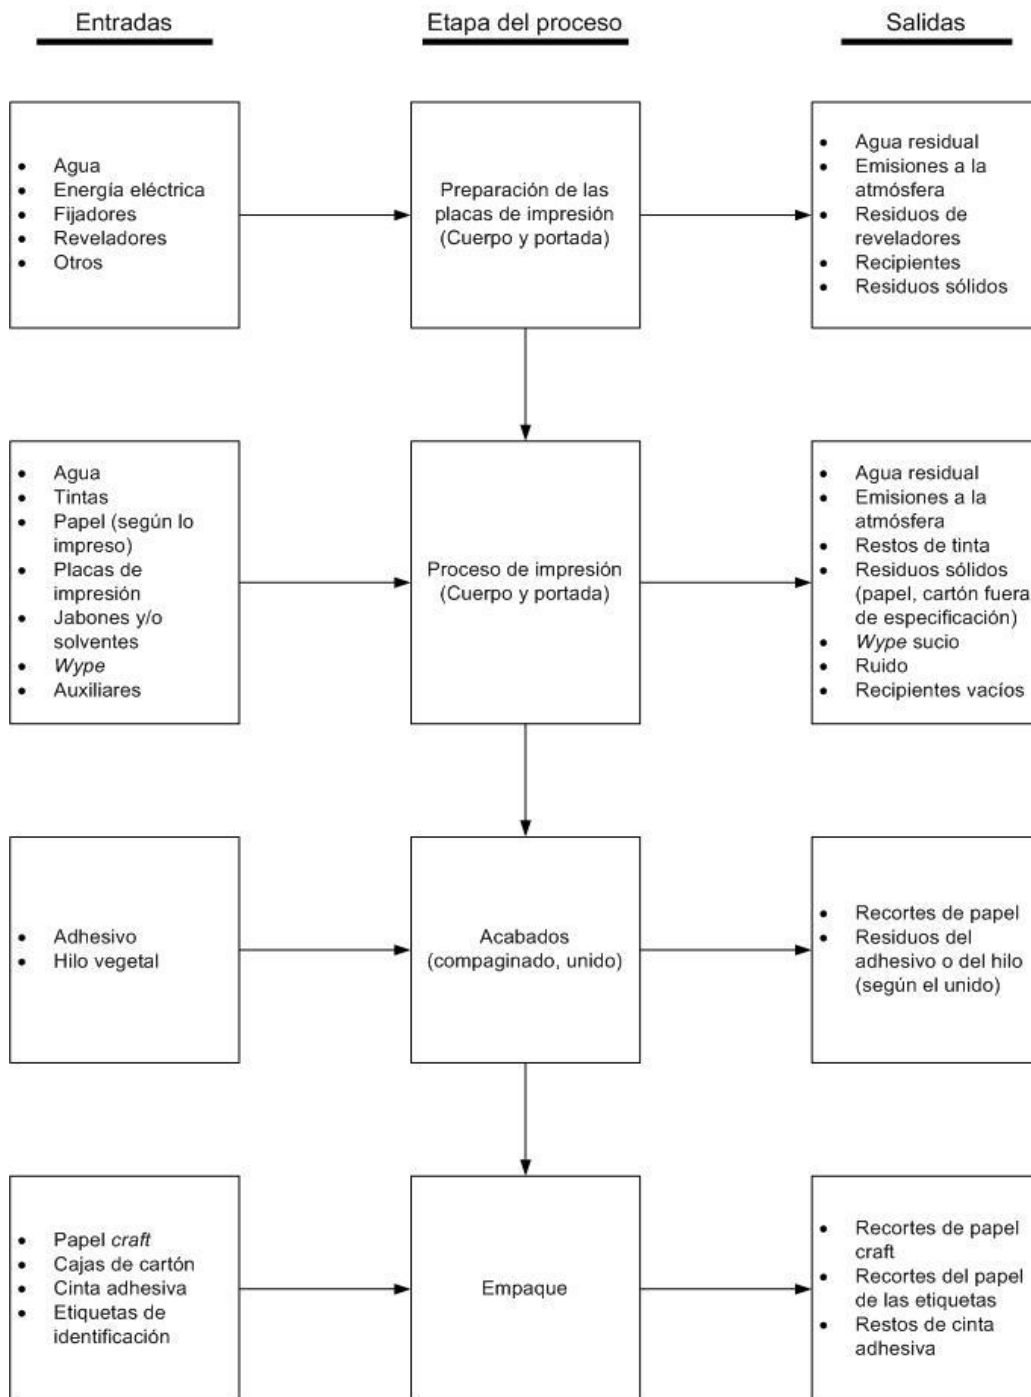 Entradas
Etapa del proceso
Salidas
• Agua
• Energía eléctrica
• Fijadores
• Reveladores
• Otros
Preparación de las
placas de impresión
(Cuerpo y portada)
• Agua residual
• Emisiones a la
atmósfera
• Residuos de
reveladores
• Recipientes
• Residuos sólidos
• Agua
• Tintas
• Papel (según lo
impreso)
• Placas de
impresión
• Jabones y/o
solventes
• Wype
• Auxiliares
Proceso de impresión
(Cuerpo y portada)
• Agua residual
• Emisiones a la
atmósfera
• Restos de tinta
• Residuos sólidos
(papel, cartón fuera
de especificación)
• Wype sucio
• Ruido
• Recipientes vacíos
• Adhesivo
• Hilo vegetal
Acabados
(compaginado, unido)
• Recortes de papel
• Residuos del
adhesivo o del hilo
(según el unido)
• Papel craft
• Cajas de cartón
• Cinta adhesiva
• Etiquetas de
identificación
Empaque
• Recortes de papel
craft
• Recortes del papel
de las etiquetas
• Restos de cinta
adhesiva